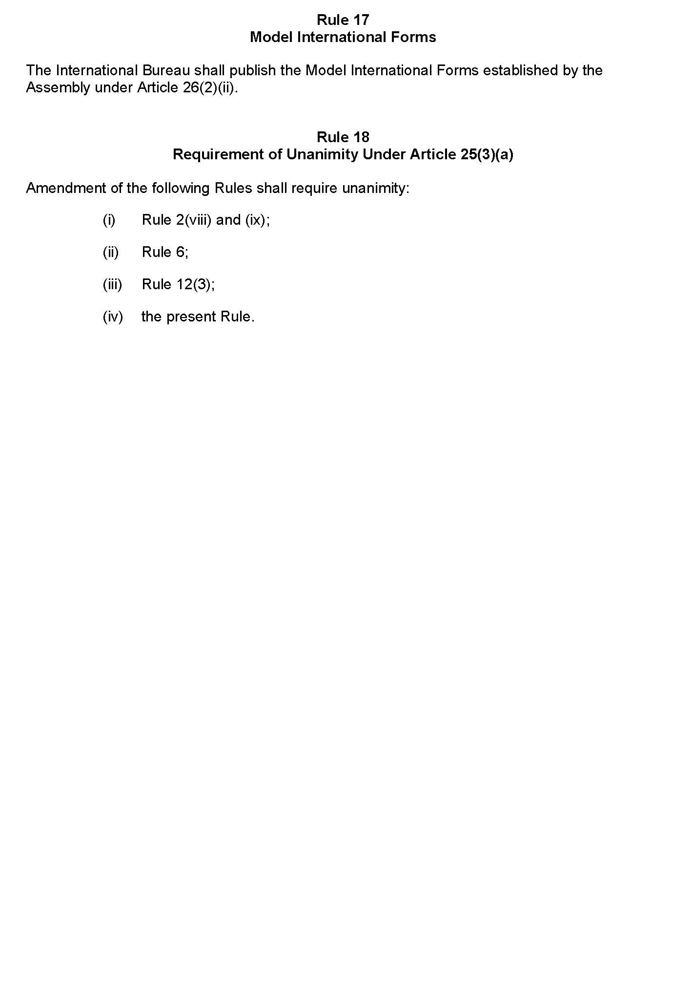 Rule 17
Model International Forms
The International Bureau shall publish the Model International Forms established by the
Assembly under Article 26(2)(ii).
Rule 18
Requirement of Unanimity Under Article 25(3)(a)
Amendment of the following Rules shall require unanimity:
(i) Rule 2(viii) and (ix);
(ii) Rule 6;
(iii) Rule 12(3);
(iv) the present Rule.